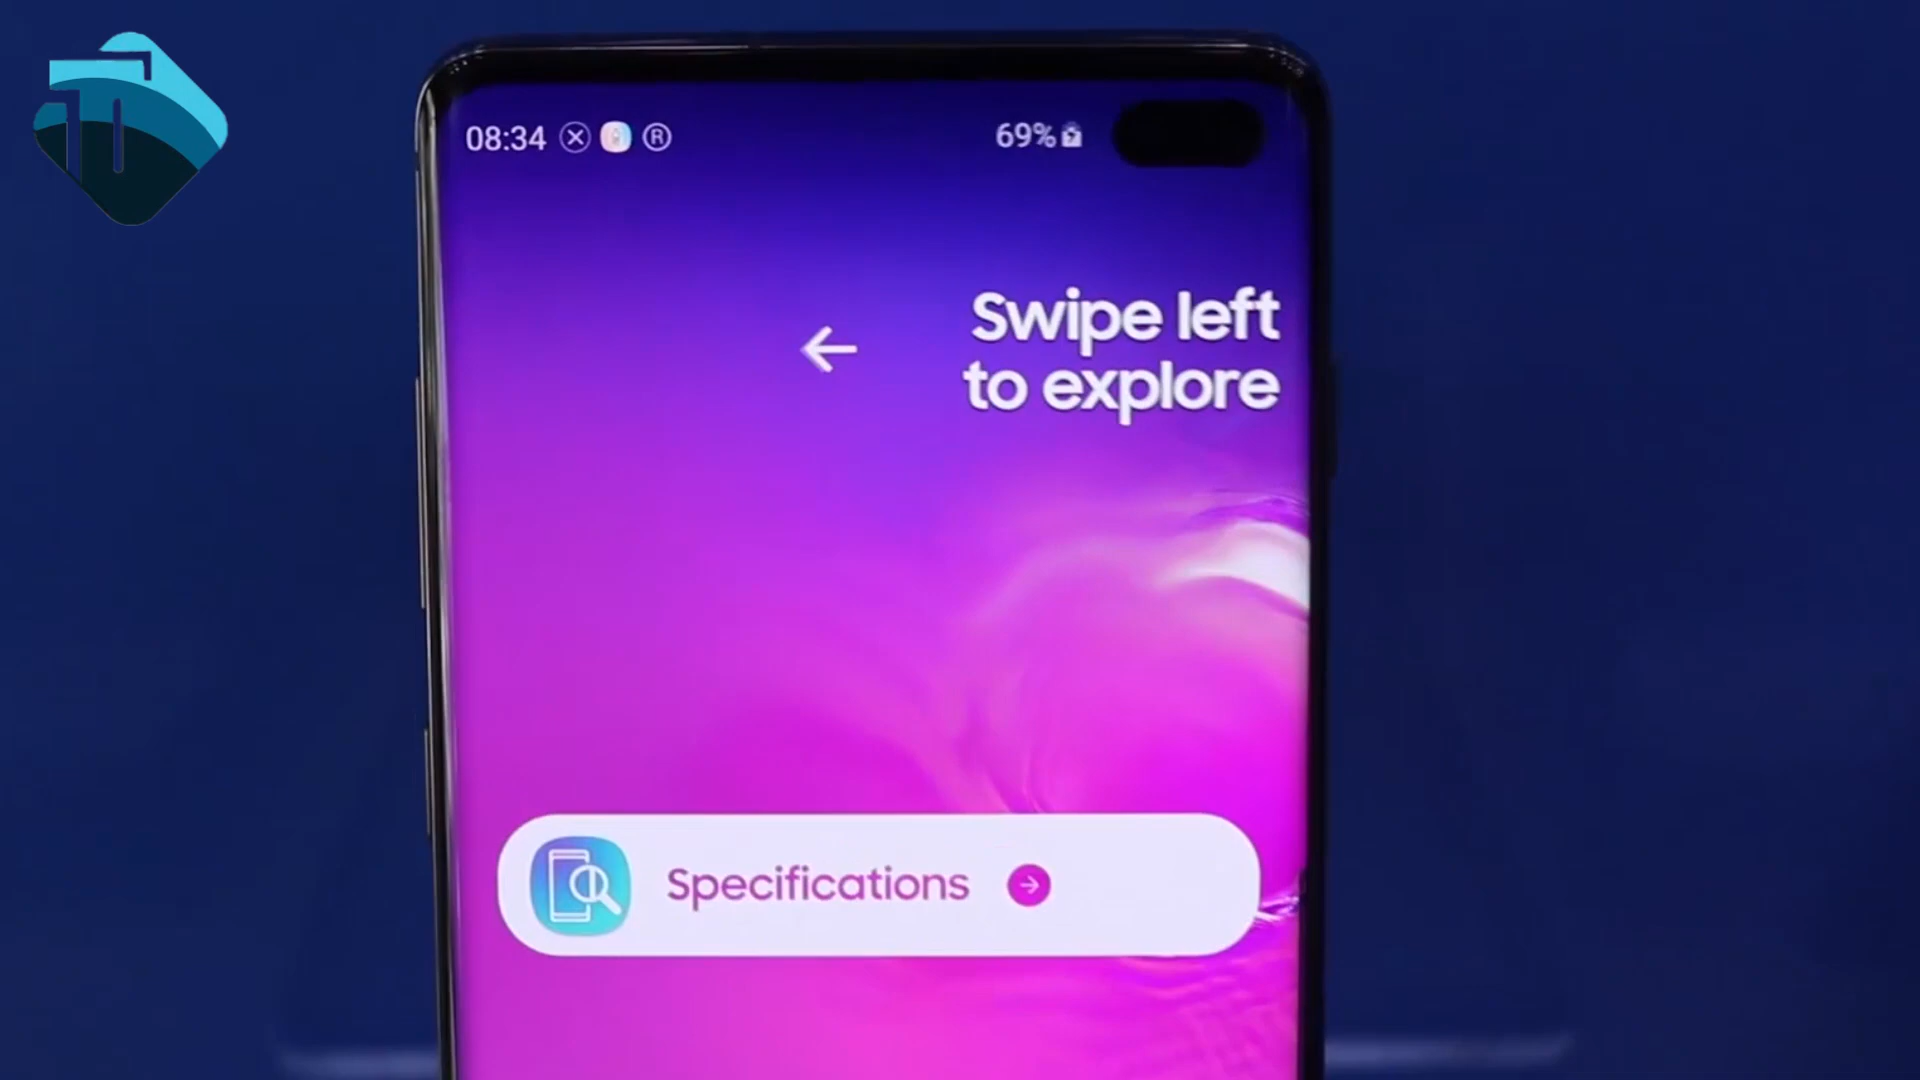 08:34
69%
Swipe left
to explore
Specifications